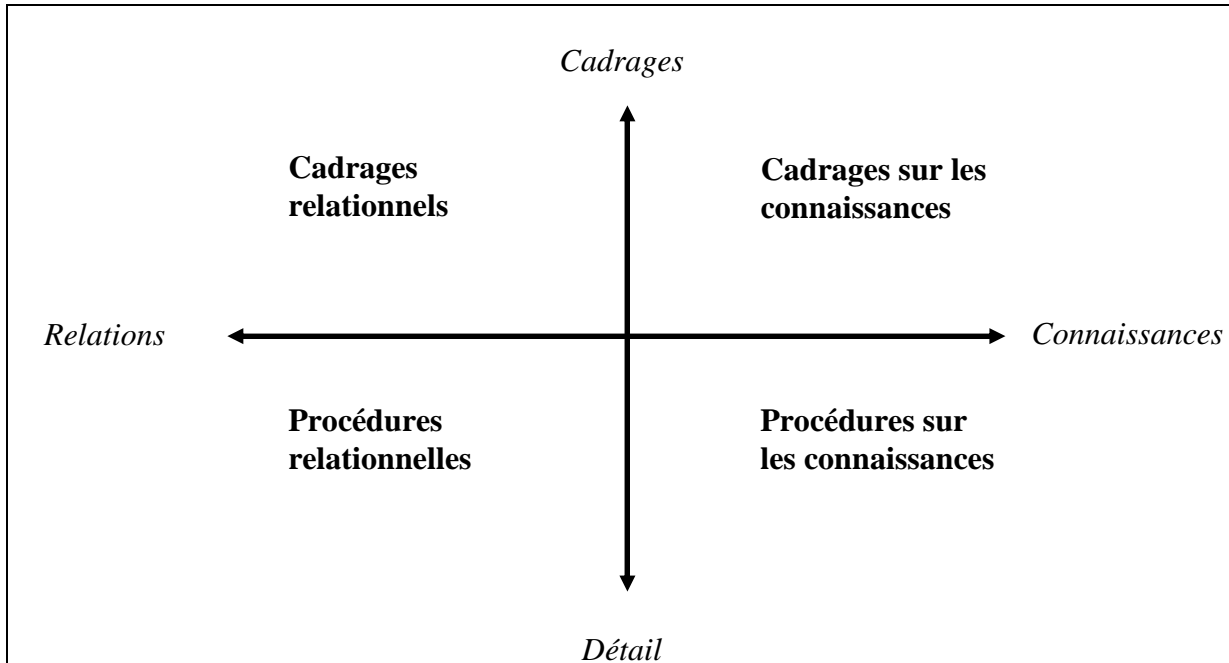 Cadrages
Cadrages
relationnels
Cadrages sur les
connaissances
Relations
Connaissances
Procédures
relationnelles
Procédures sur
les connaissances
Détail